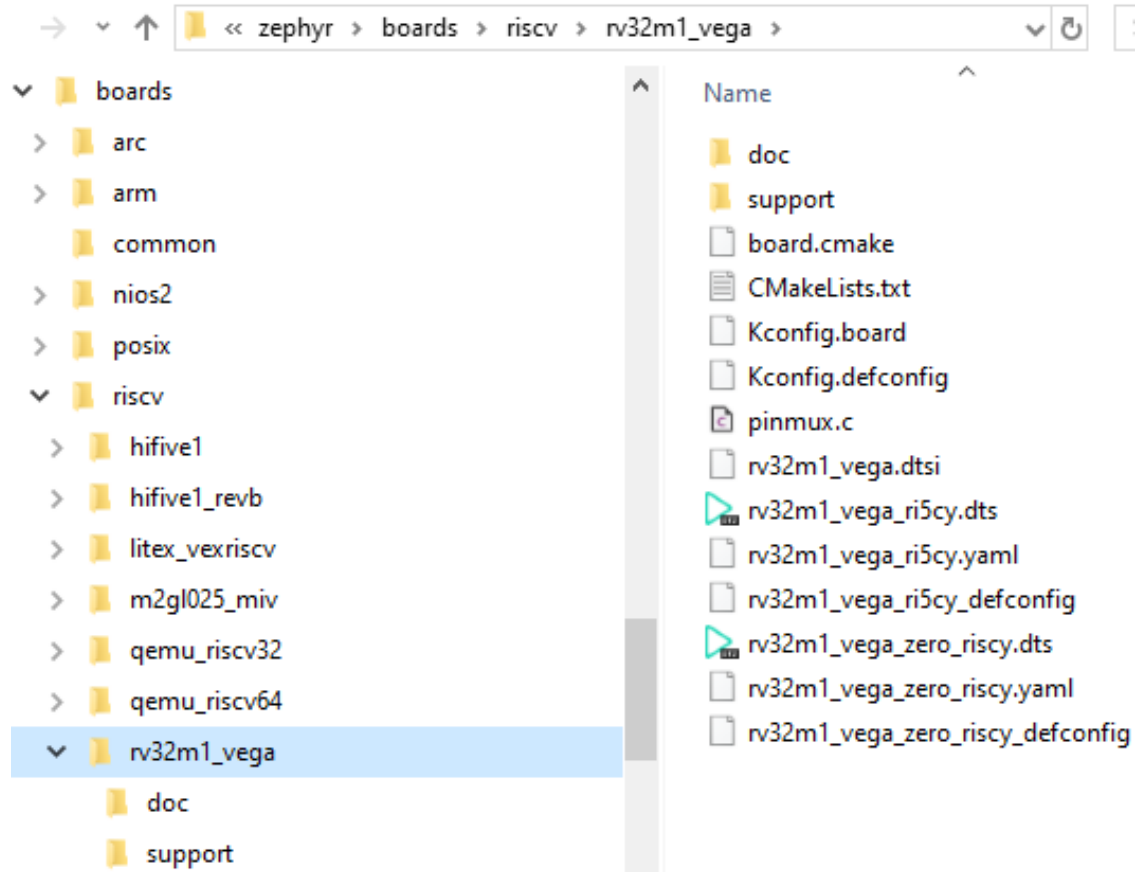 « zephyr > boards > riscv > rv32m1_vega >
boards
arc
arm
common
nios2
posix
riscv
hifive1
hifive1_revb
litex_vexriscv
m2gl025_miv
qemu_riscv32
qemu_riscv64
rv32m1_vega
doc
support
Name
doc
support
board.cmake
CMakeLists.txt
Kconfig.board
Kconfig.defconfig
pinmux.c
rv32m1_vega.dtsi
rv32m1_vega_ri5cy.dts
rv32m1_vega_ri5cy.yaml
rv32m1_vega_ri5cy_defconfig
rv32m1_vega_zero_riscy.dts
rv32m1_vega_zero_riscy.yaml
rv32m1_vega_zero_riscy_defconfig